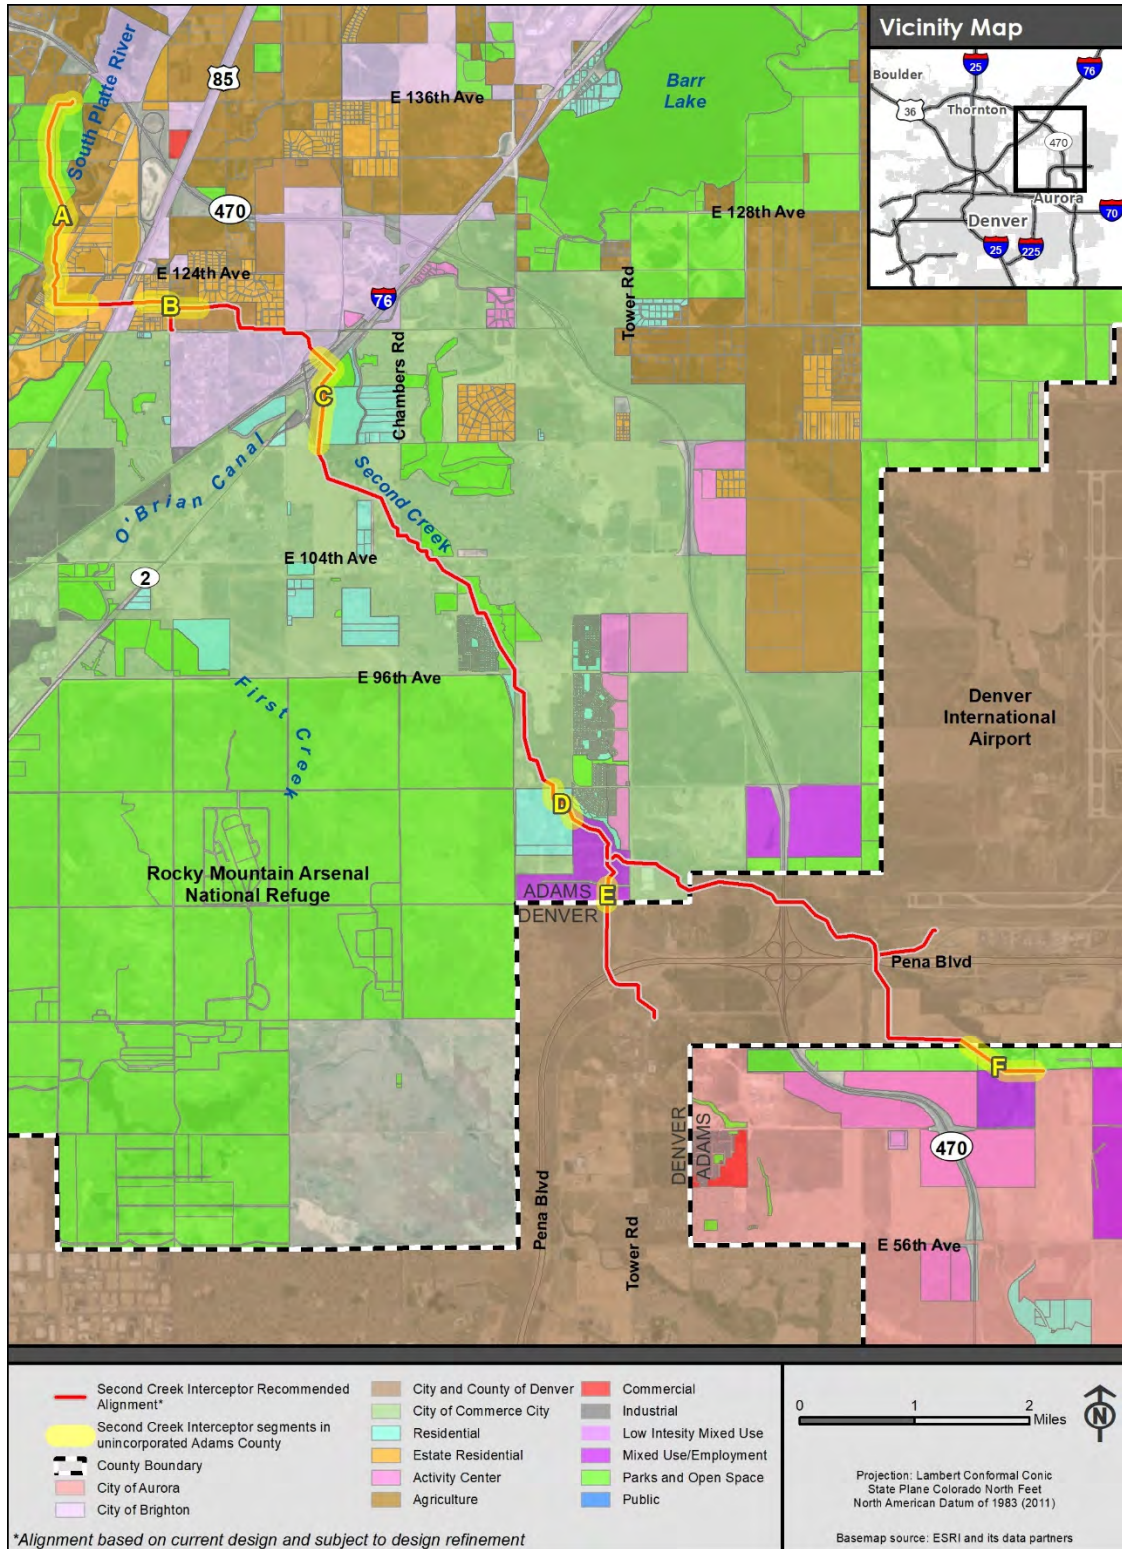 Vicinity Map
25
76
Boulder
36
Thornton
470
Aurora
Denver
70
25
225
South Platte River
85
E 136th Ave
Barr
Lake
A
470
E 128th Ave
E 124th Ave
B
76
Tower Rd
Chambers Rd
C
O'Brian Canal
Second Creek
E 104th Ave
2
E 96th Ave
First Creek
Denver
International
Airport
D
Rocky Mountain Arsenal
National Refuge
ADAMS
E
DENVER
Pena Blvd
F
DENVER
ADAMS
470
Pena Blvd
Tower Rd
E 56th Ave
Second Creek Interceptor Recommended
Alignment*
Second Creek Interceptor segments in
unincorporated Adams County
County Boundary
City of Aurora
City of Brighton
City and County of Denver
City of Commerce City
Residential
Estate Residential
Activity Center
Agriculture
Commercial
Industrial
Low Intesity Mixed Use
Mixed Use/Employment
Parks and Open Space
Public
*Alignment based on current design and subject to design refinement
0 1 2
Miles
N
Projection: Lambert Conformal Conic
State Plane Colorado North Feet
North American Datum of 1983 (2011)
Basemap source: ESRI and its data partners